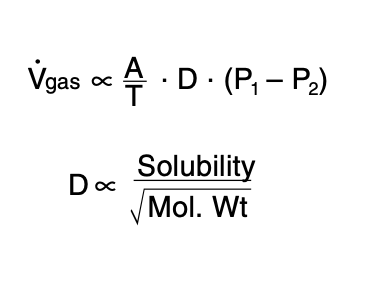 V̇gas ∝ A/T · D · (P₁ – P₂)
D ∝ Solubility/√Mol. Wt